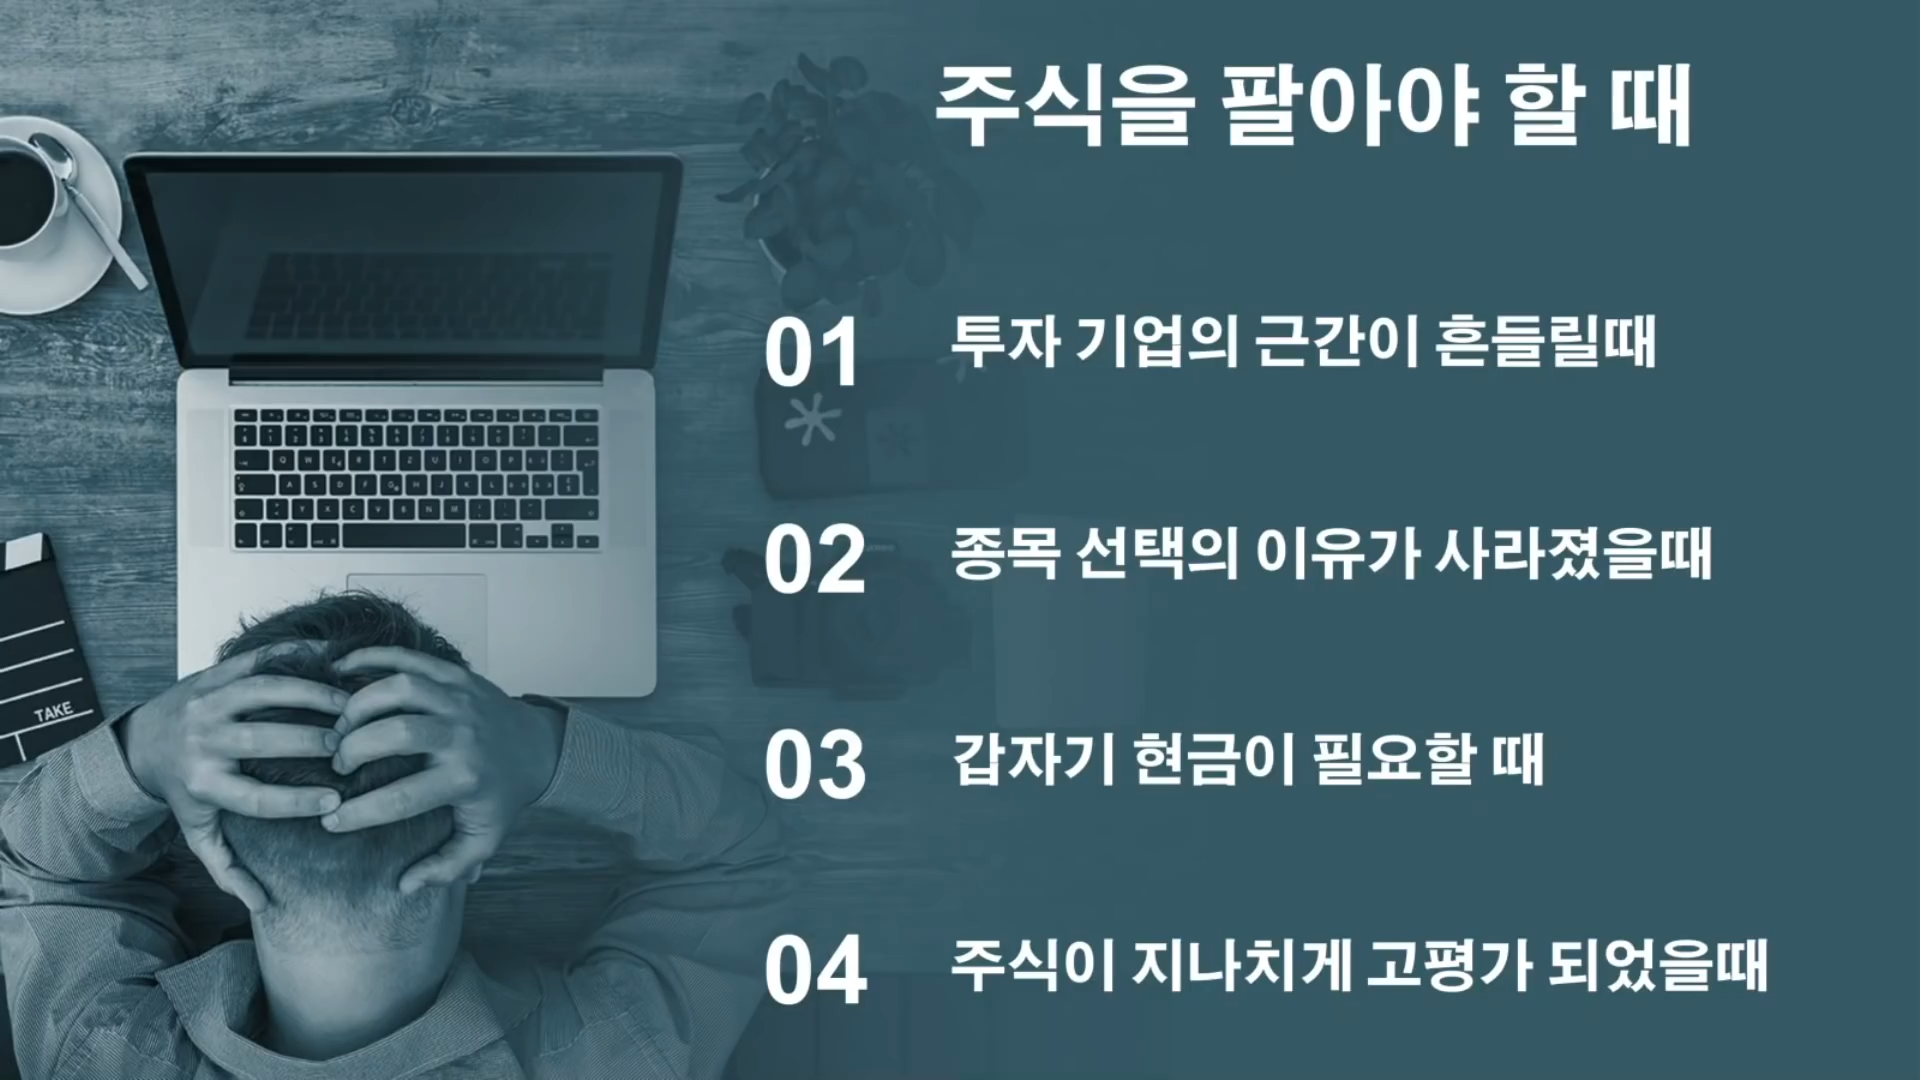 주식을 팔아야 할 때
01 투자 기업의 근간이 흔들릴때
02 종목 선택의 이유가 사라졌을때
03 갑자기 현금이 필요할 때
04 주식이 지나치게 고평가 되었을때
TAKE